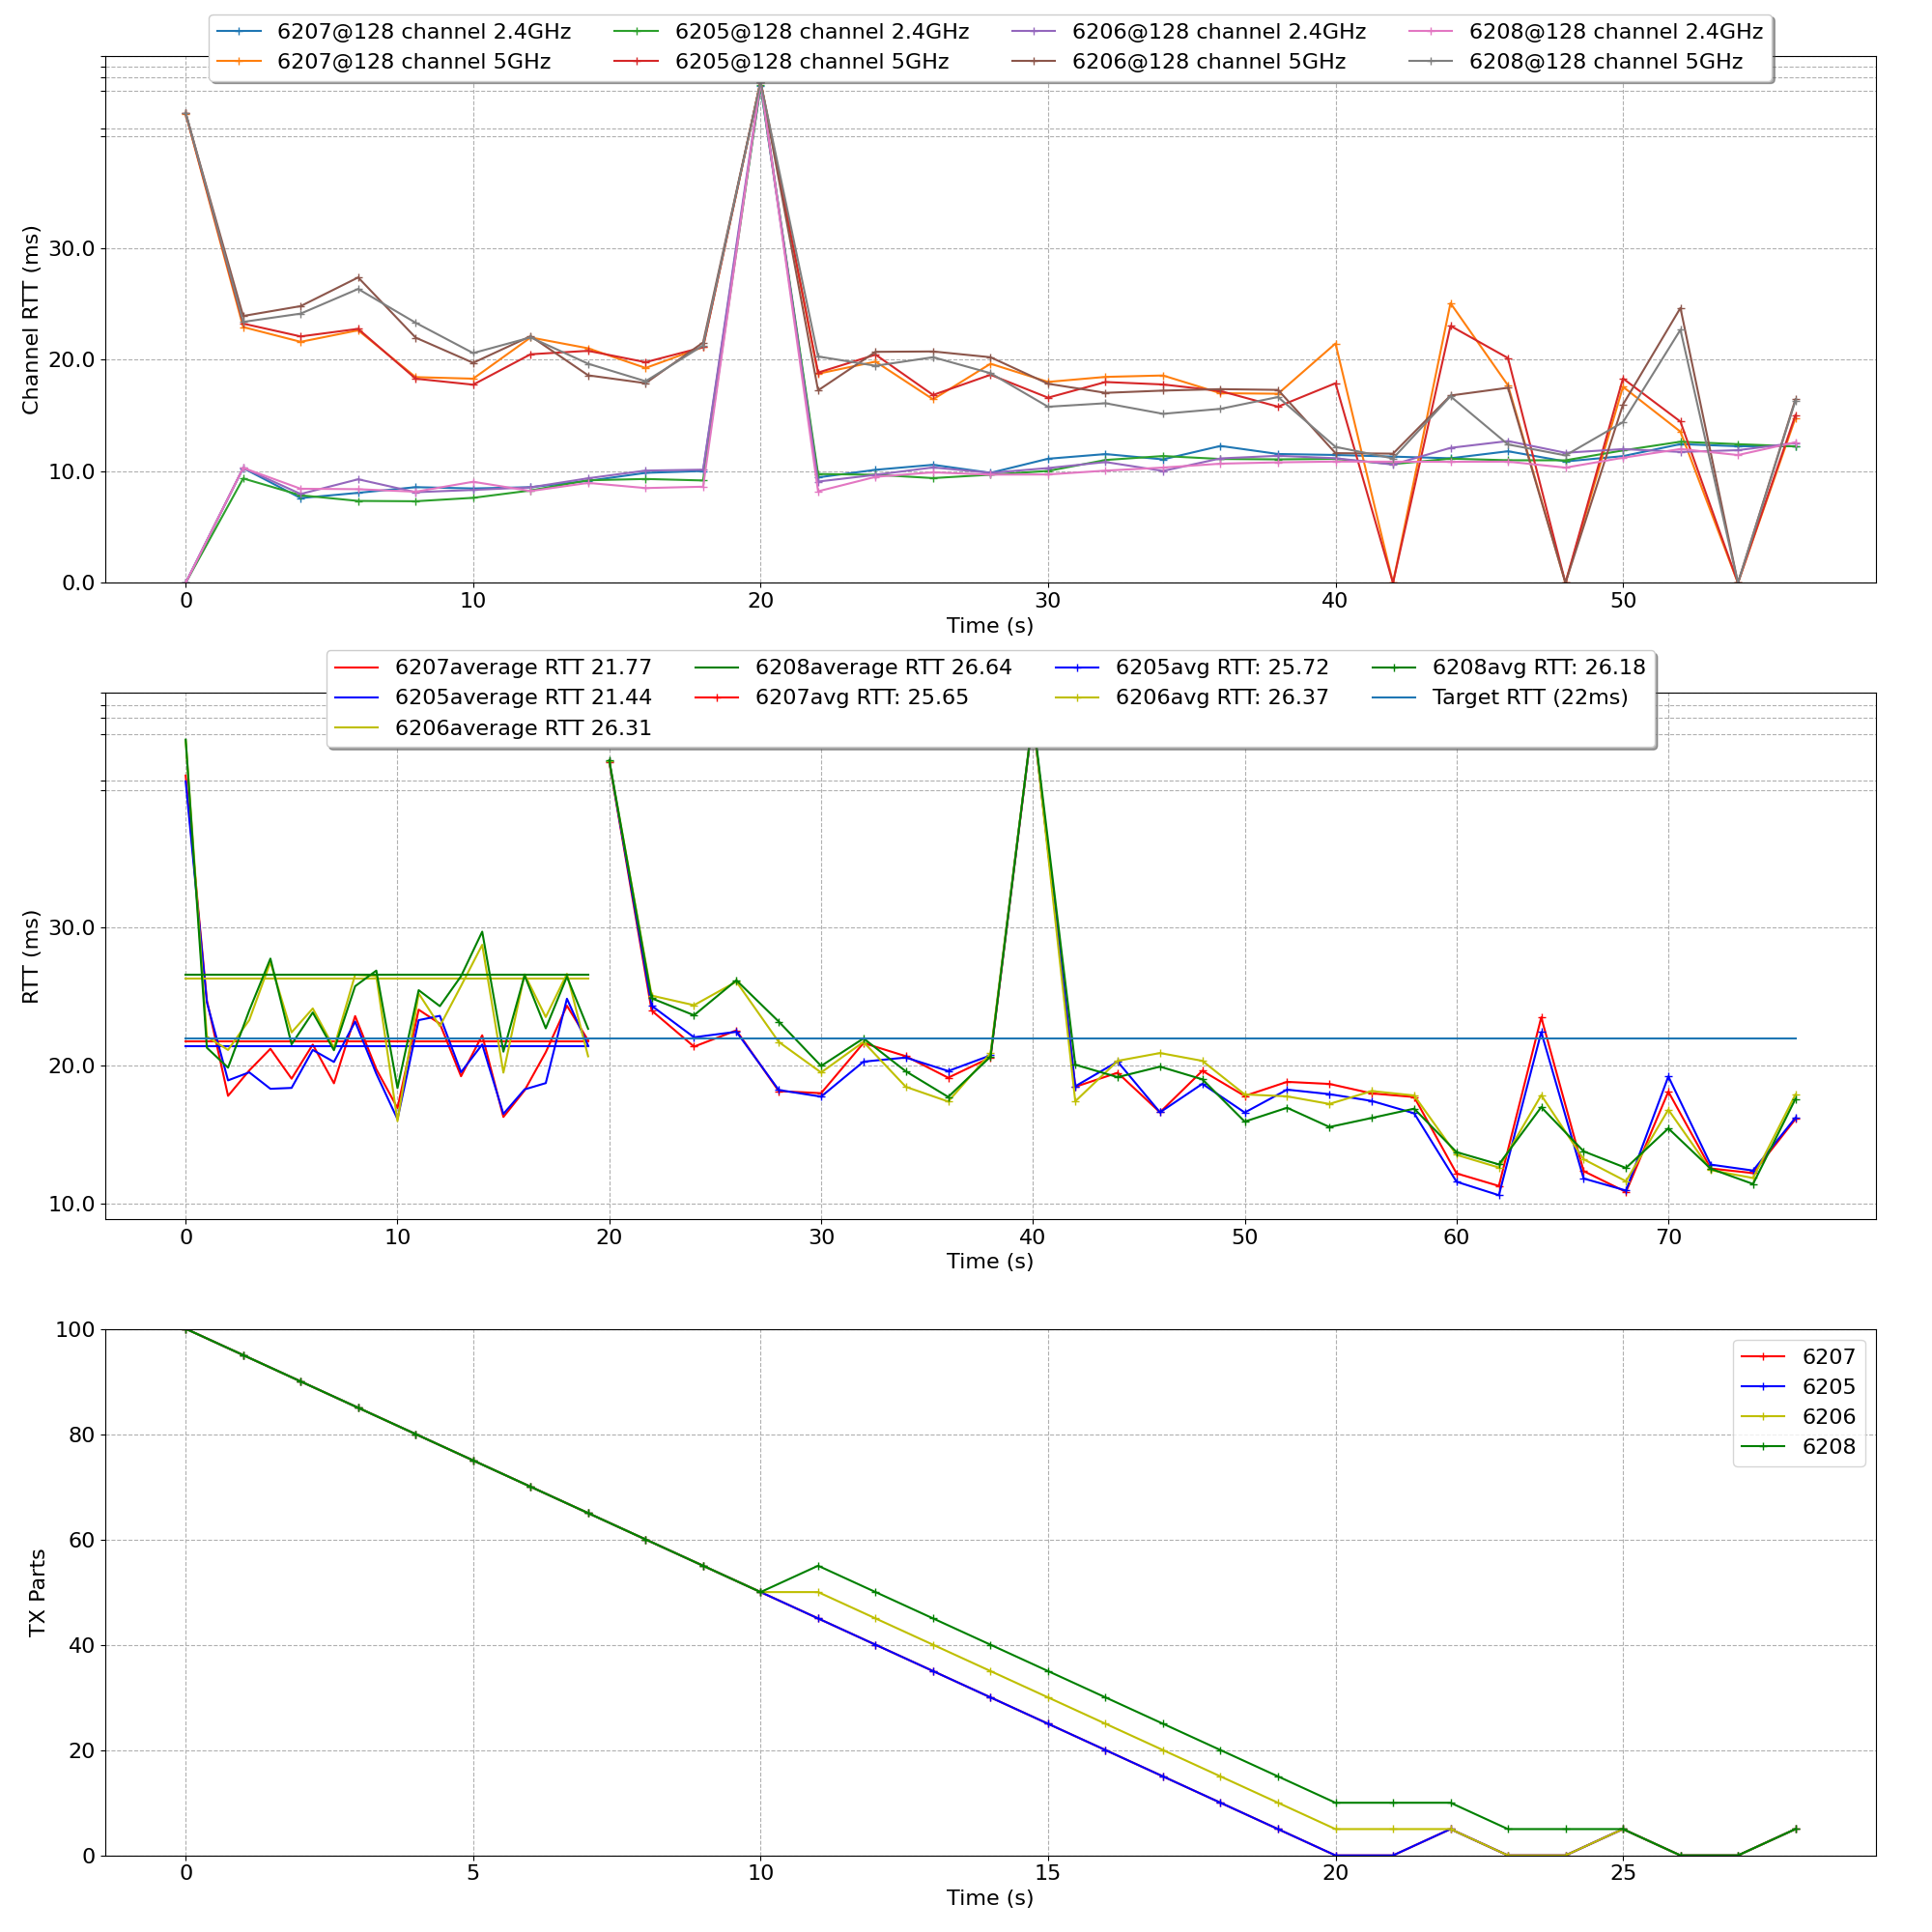 6207@128 channel 2.4GHz 6205@128 channel 2.4GHz 6206@128 channel 2.4GHz 6208@128 channel 2.4GHz
6207@128 channel 5GHz 6205@128 channel 5GHz 6206@128 channel 5GHz 6208@128 channel 5GHz
Channel RTT (ms)
30.0
20.0
10.0
0.0
0 10 20 30 40 50
Time (s)
6207average RTT 21.77 6208average RTT 26.64 6205avg RTT: 25.72 6208avg RTT: 26.18
6205average RTT 21.44 6207avg RTT: 25.65 6206avg RTT: 26.37 Target RTT (22ms)
6206average RTT 26.31
RTT (ms)
30.0
20.0
10.0
0 10 20 30 40 50 60 70
Time (s)
TX Parts
100
80
60
40
20
0
6207
6205
6206
6208
0 5 10 15 20 25
Time (s)